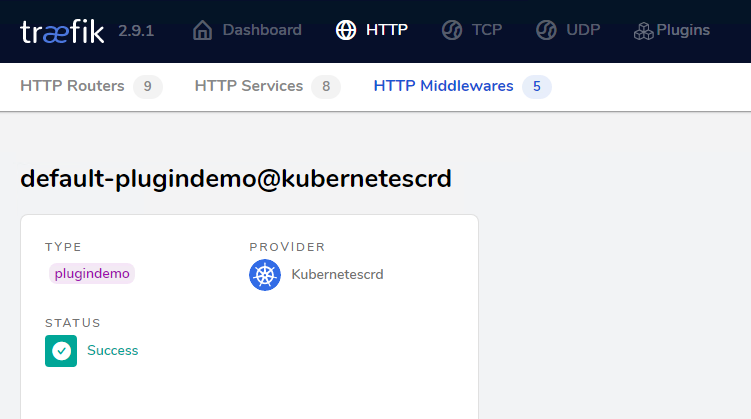 træfik 2.9.1 Dashboard HTTP TCP UDP Plugins
HTTP Routers 9 HTTP Services 8 HTTP Middlewares 5
default-plugindemo@kubernetescrd
TYPE PROVIDER
plugindemo Kubernetescrd
STATUS
Success